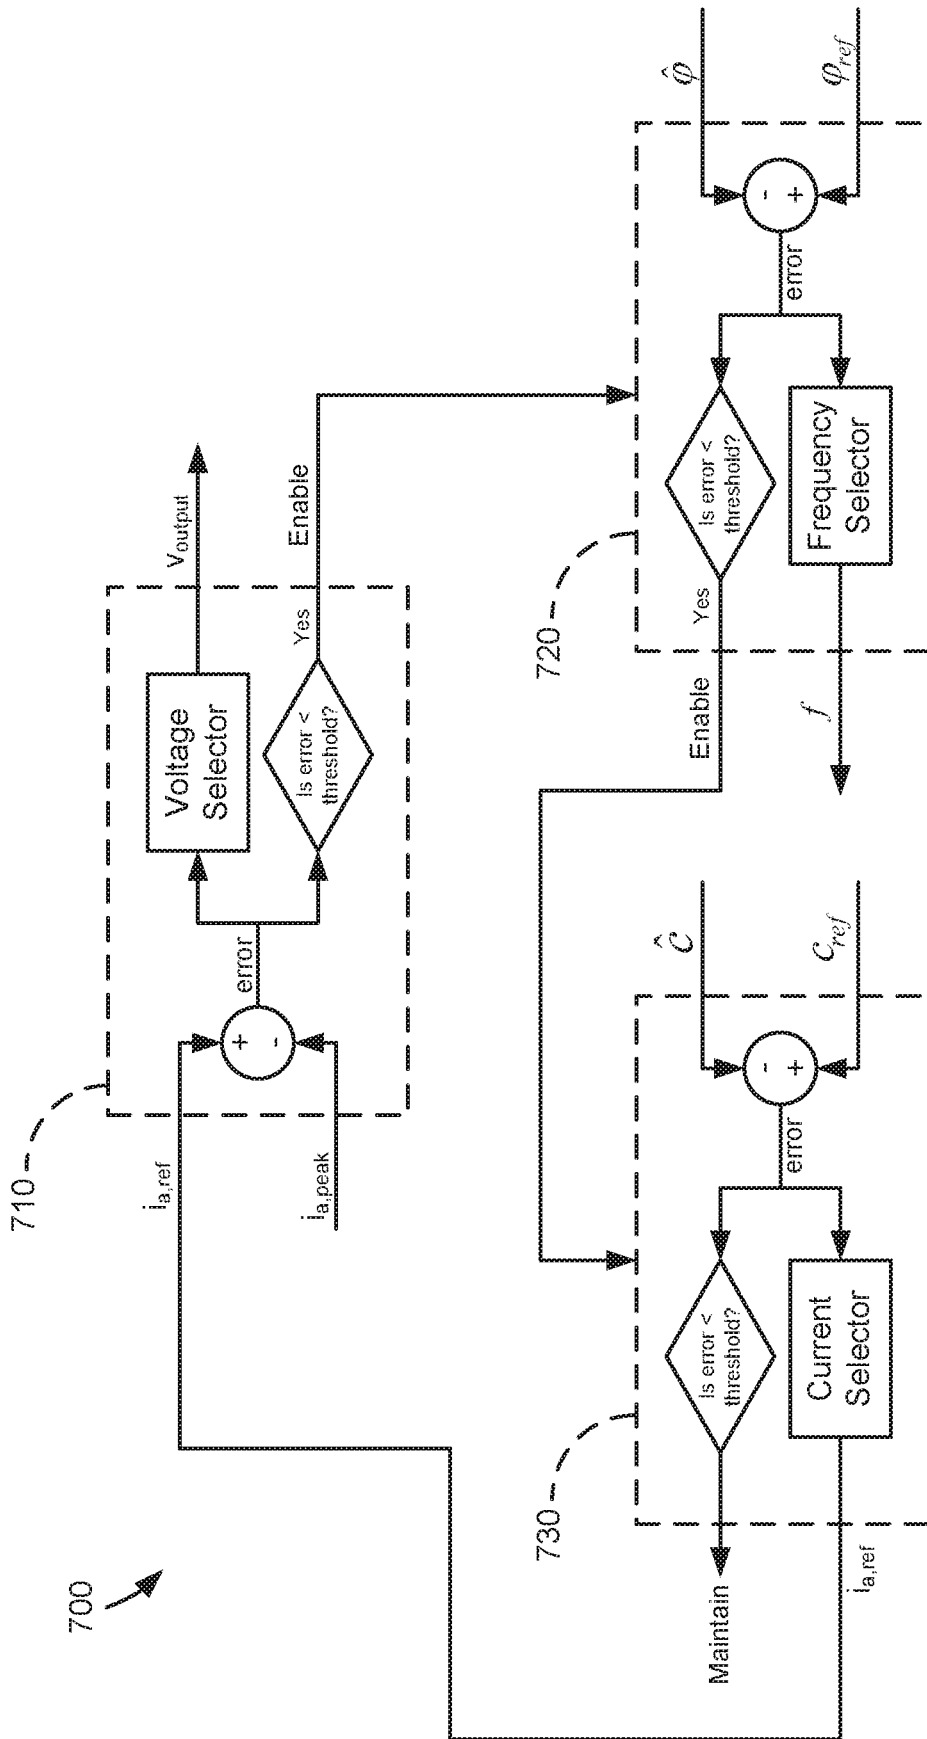 700
710
i_a,ref
i_a,peak
+
-
error
Voltage
Selector
Is error <
threshold?
Yes
v_output
Enable
720
φ̂
φ_ref
-
+
error
Is error <
threshold?
Yes
Enable
Frequency
Selector
f
730
Ĉ
C_ref
-
+
error
Is error <
threshold?
Maintain
Current
Selector
i_a,ref